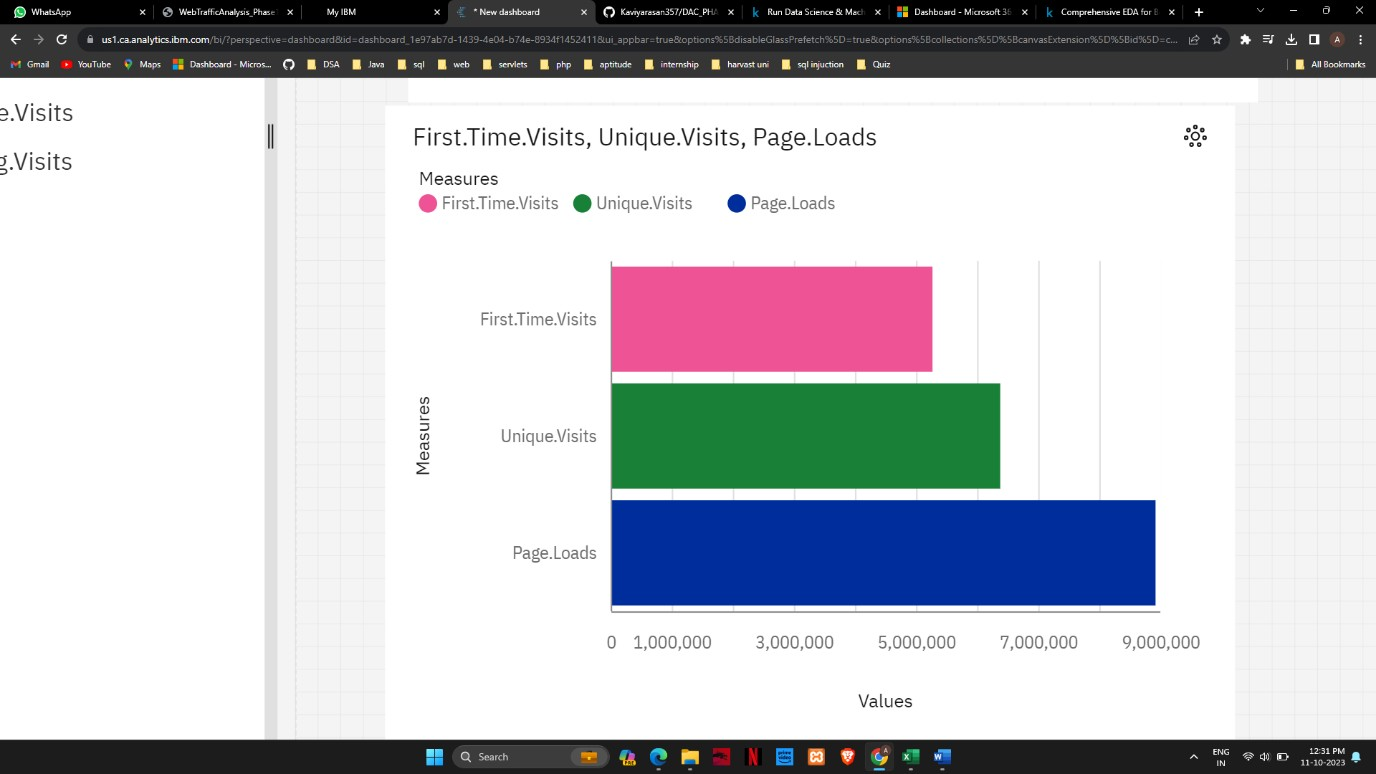 WhatsApp
WebTrafficAnalysis_Phase
My IBM
* New dashboard
Kaviyarasan357/DAC_PHA
Run Data Science & Mach
Dashboard - Microsoft 36
Comprehensive EDA for E
us1.ca.analytics.ibm.com/bi/?perspective=dashboard&id=dashboard_1e97ab7d-1439-4e04-b74e-8934f1452411&ui_appbar=true&options%5BdisableGlassPrefetch%5D=true&options%5Bcollections%5D%5BcanvasExtension%5D%5Bid%5D=c...
A
Gmail YouTube Maps Dashboard - Micros... DSA Java sql web servlets php aptitude internship harvast uni sql injuction Quiz All Bookmarks
e.Visits
g.Visits
First.Time.Visits, Unique.Visits, Page.Loads
Measures
First.Time.Visits Unique.Visits Page.Loads
First.Time.Visits
Unique.Visits
Page.Loads
Measures
0 1,000,000 3,000,000 5,000,000 7,000,000 9,000,000
Values
Search
ENG
IN
12:31 PM
11-10-2023